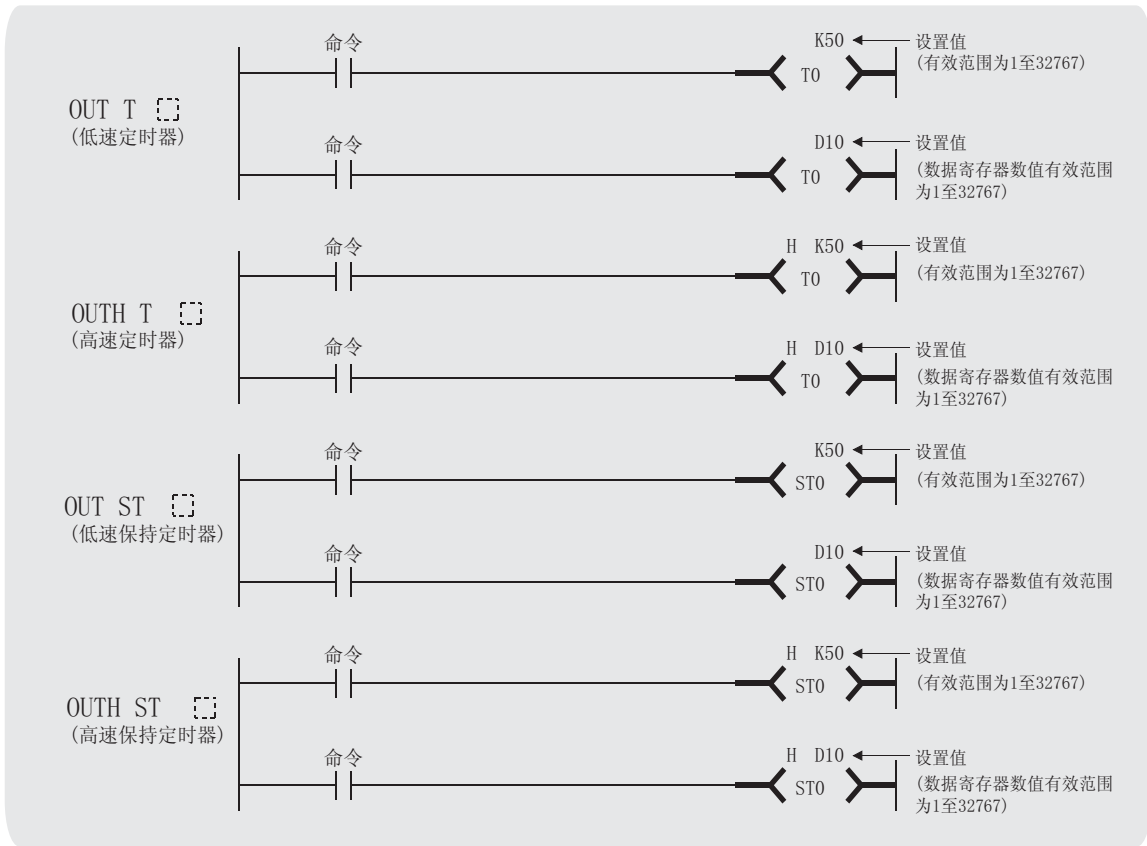 命令
K50
设置值
(有效范围为1至32767)
T0
OUT T
(低速定时器)
命令
D10
设置值
(数据寄存器数值有效范围
为1至32767)
T0
命令
H K50
设置值
(有效范围为1至32767)
T0
OUTH T
(高速定时器)
命令
H D10
设置值
(数据寄存器数值有效范围
为1至32767)
T0
命令
K50
设置值
(有效范围为1至32767)
ST0
OUT ST
(低速保持定时器)
命令
D10
设置值
(数据寄存器数值有效范围
为1至32767)
ST0
命令
H K50
设置值
(有效范围为1至32767)
ST0
OUTH ST
(高速保持定时器)
命令
H D10
设置值
(数据寄存器数值有效范围
为1至32767)
ST0